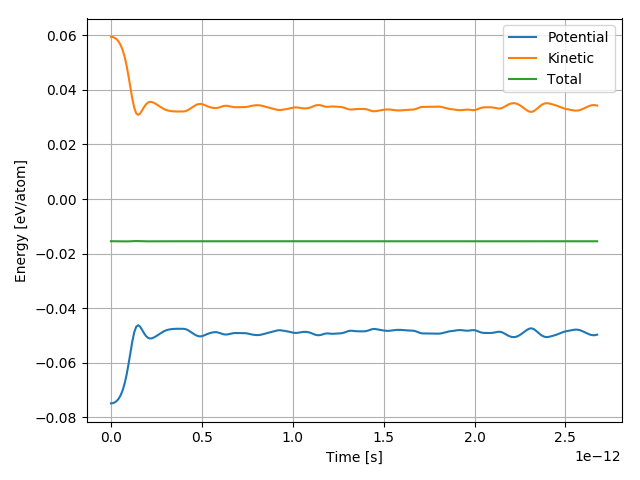 0.06
0.04
0.02
0.00
−0.02
−0.04
−0.06
−0.08
Energy [eV/atom]
Potential
Kinetic
Total
0.0 0.5 1.0 1.5 2.0 2.5
1e−12
Time [s]